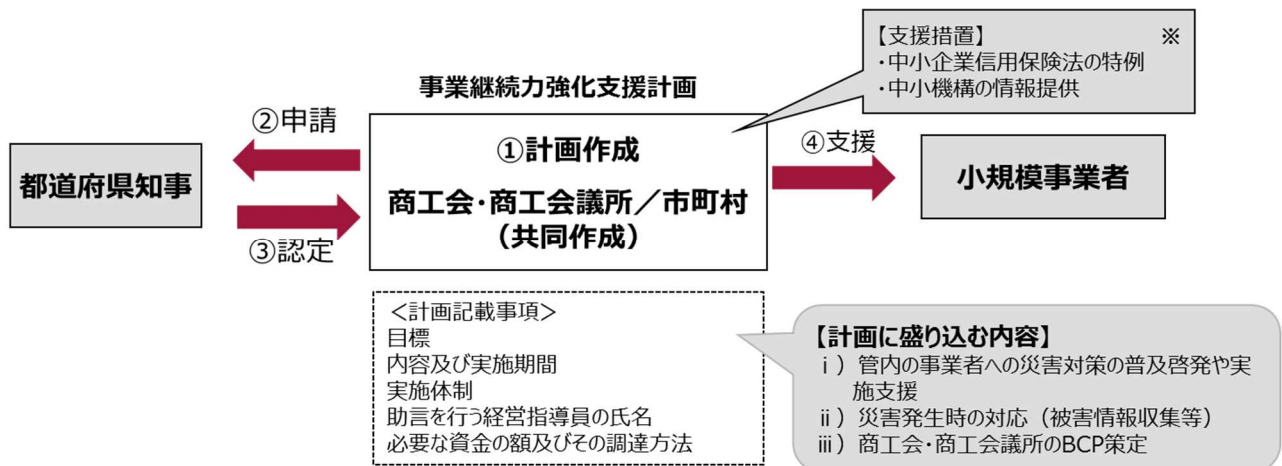 【支援措置】 ※
・中小企業信用保険法の特例
・中小機構の情報提供
事業継続力強化支援計画
②申請
①計画作成
④支援
都道府県知事
商工会・商工会議所／市町村
（共同作成）
小規模事業者
③認定
＜計画記載事項＞
目標
内容及び実施期間
実施体制
助言を行う経営指導員の氏名
必要な資金の額及びその調達方法
【計画に盛り込む内容】
ⅰ）管内の事業者への災害対策の普及啓発や実
施支援
ⅱ）災害発生時の対応（被害情報収集等）
ⅲ）商工会・商工会議所のBCP策定